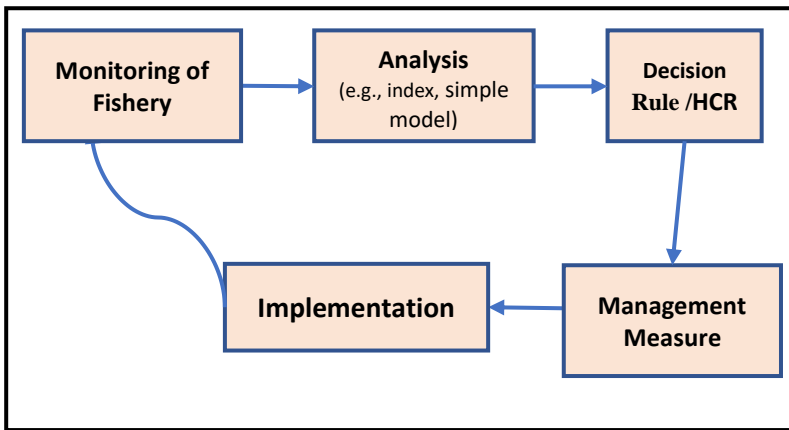 Monitoring of
Fishery
Analysis
(e.g., index, simple
model)
Decision
Rule /HCR
Implementation
Management
Measure